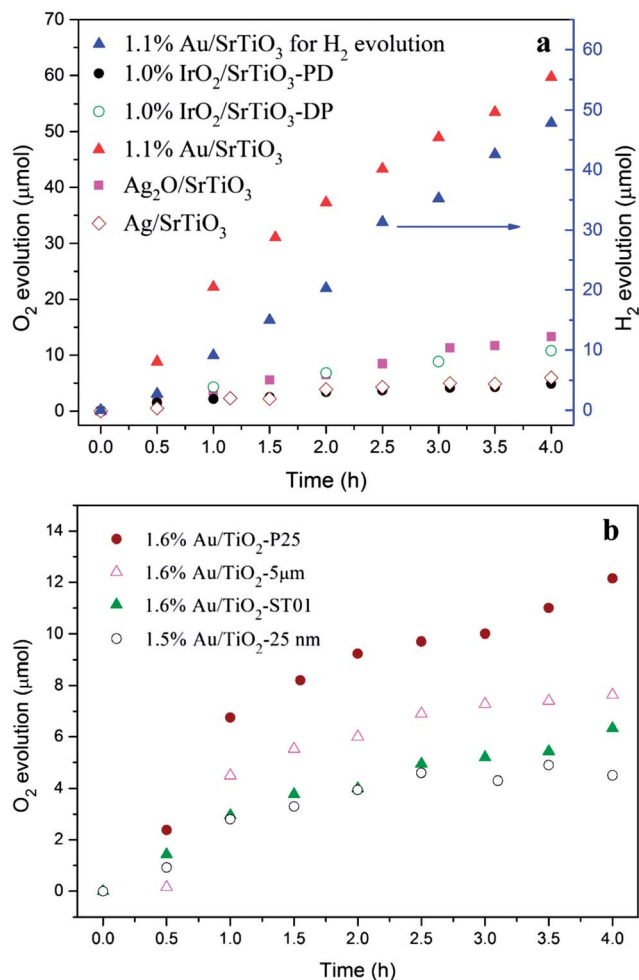 a
1.1% Au/SrTiO₃ for H₂ evolution
1.0% IrO₂/SrTiO₃-PD
1.0% IrO₂/SrTiO₃-DP
1.1% Au/SrTiO₃
Ag₂O/SrTiO₃
Ag/SrTiO₃
O₂ evolution (μmol)
70
60
50
40
30
20
10
0
H₂ evolution (μmol)
60
50
40
30
20
10
0
0.0 0.5 1.0 1.5 2.0 2.5 3.0 3.5 4.0
Time (h)
b
1.6% Au/TiO₂-P25
1.6% Au/TiO₂-5μm
1.6% Au/TiO₂-ST01
1.5% Au/TiO₂-25 nm
O₂ evolution (μmol)
14
12
10
8
6
4
2
0
0.0 0.5 1.0 1.5 2.0 2.5 3.0 3.5 4.0
Time (h)